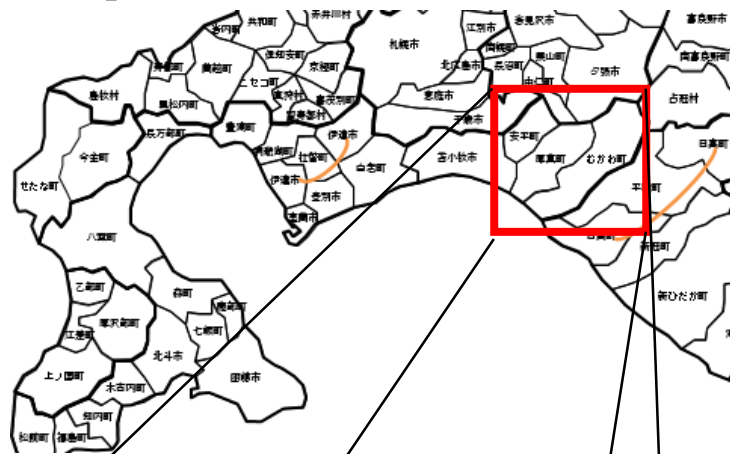 共和町
赤井川村
岩見沢市
富良野市
岩内町
札幌市
江別市
南幌町
栗山町
倶知安町
京極町
南富良野町
黒松内町
蘭越町
ニセコ町
北広島市
長沼町
由仁町
夕張市
島牧村
真狩村
喜茂別町
恵庭市
占冠村
千歳市
長万部町
豊浦町
伊達市
安平町
日高町
今金町
洞爺湖町
壮瞥町
白老町
苫小牧市
厚真町
むかわ町
せたな町
伊達市
登別市
平取町
室蘭市
日高町
新冠町
八雲町
乙部町
森町
鹿部町
新ひだか町
厚沢部町
七飯町
江差町
北斗市
上ノ国町
木古内町
函館市
知内町
松前町
福島町